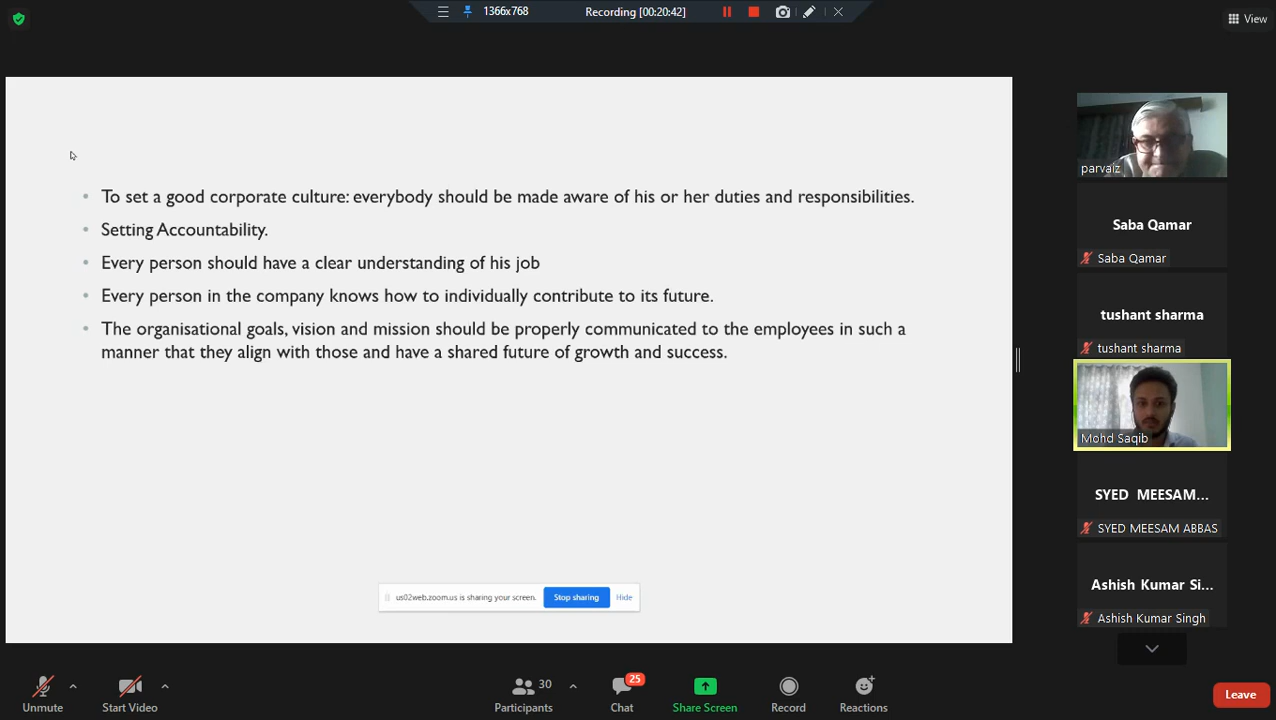 1366x768
Recording [00:20:42]
View
• To set a good corporate culture: everybody should be made aware of his or her duties and responsibilities.
• Setting Accountability.
• Every person should have a clear understanding of his job
• Every person in the company knows how to individually contribute to its future.
• The organisational goals, vision and mission should be properly communicated to the employees in such a
manner that they align with those and have a shared future of growth and success.
us02web.zoom.us is sharing your screen.
Stop sharing
Hide
parvaiz
Saba Qamar
Saba Qamar
tushant sharma
tushant sharma
Mohd Saqib
SYED MEESAM...
SYED MEESAM ABBAS
Ashish Kumar Si...
Ashish Kumar Singh
Unmute
Start Video
30
Participants
25
Chat
Share Screen
Record
Reactions
Leave